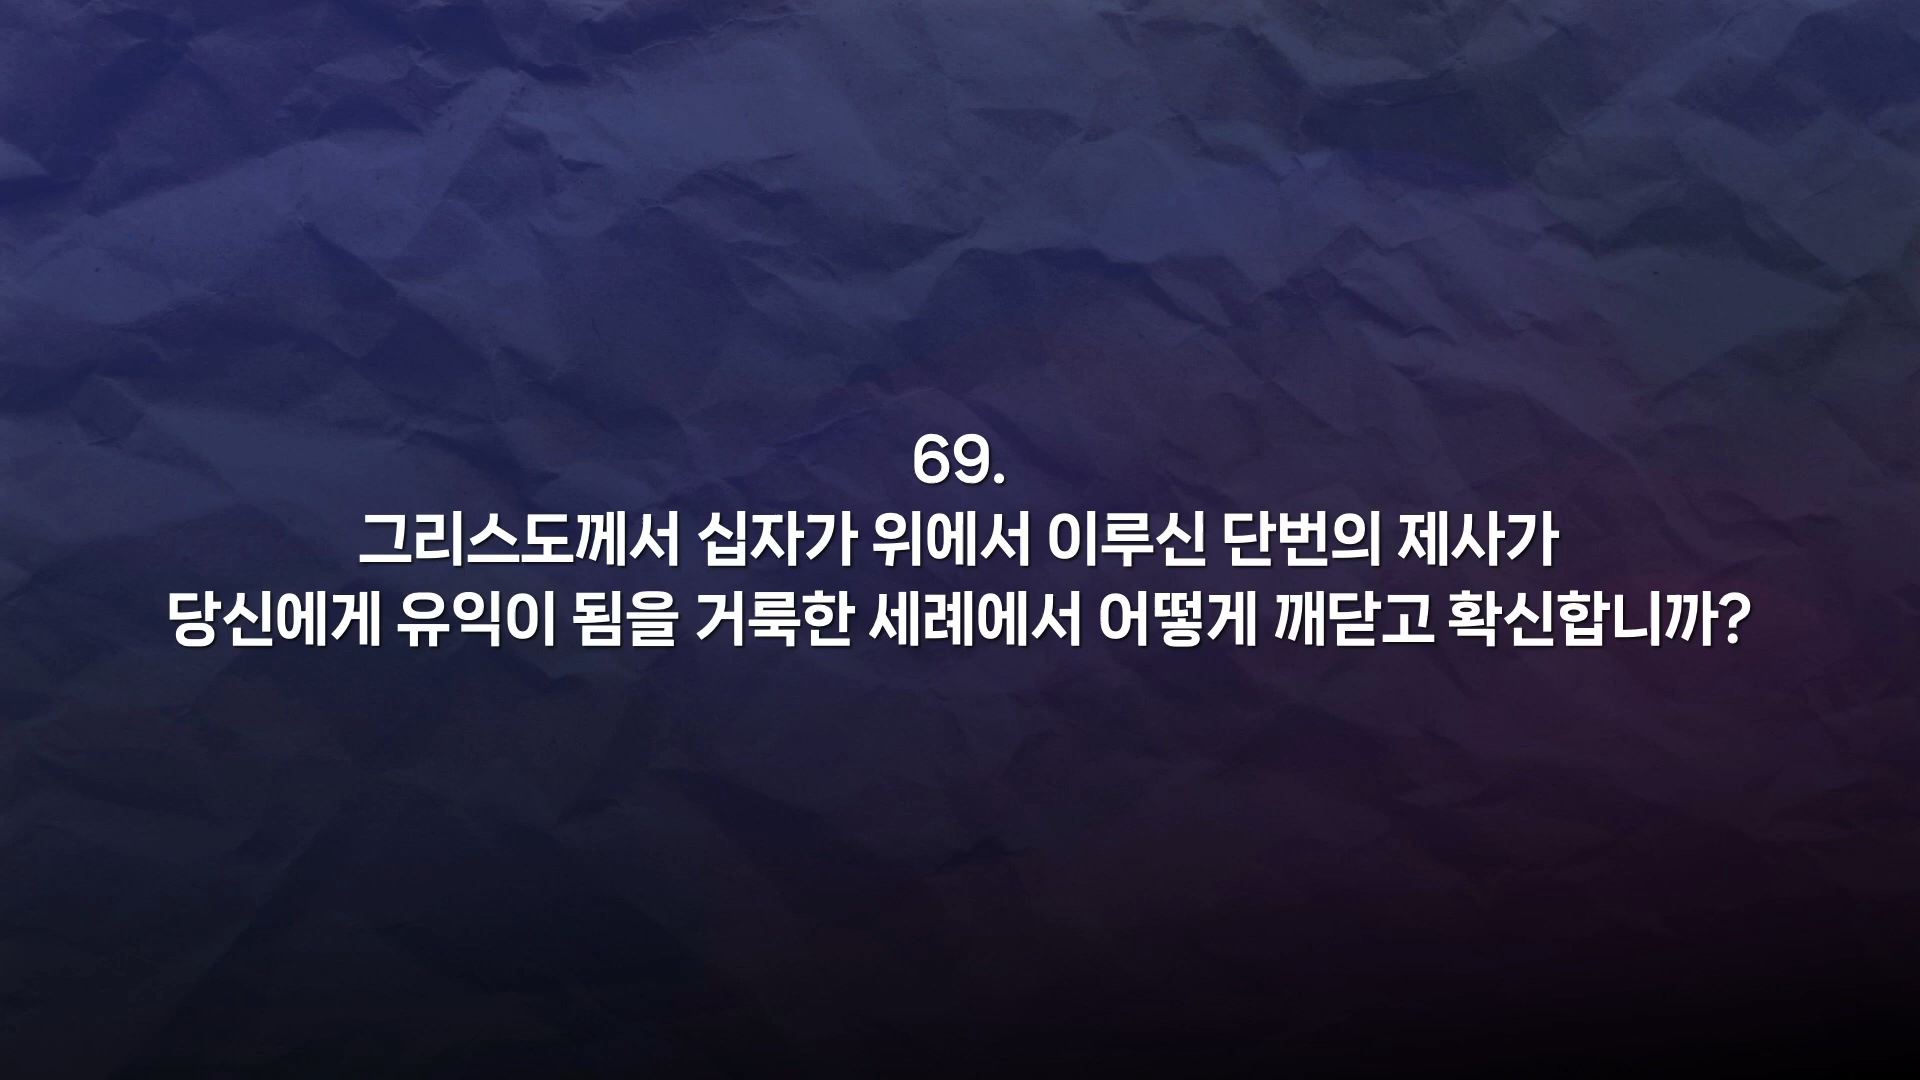 69.
그리스도께서 십자가 위에서 이루신 단번의 제사가
당신에게 유익이 됨을 거룩한 세례에서 어떻게 깨닫고 확신합니까?